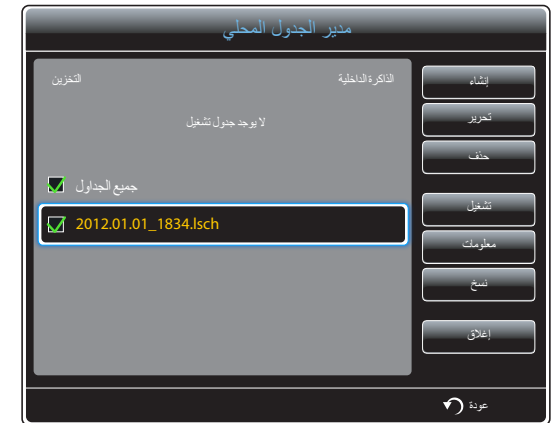 مدير الجدول المحلي
التخزين
الذاكرة الداخلية
لا يوجد جدول تشغيل
جميع الجداول
2012.01.01_1834.lsch
إنشاء
تحرير
حذف
تشغيل
معلومات
نسخ
إغلاق
عودة